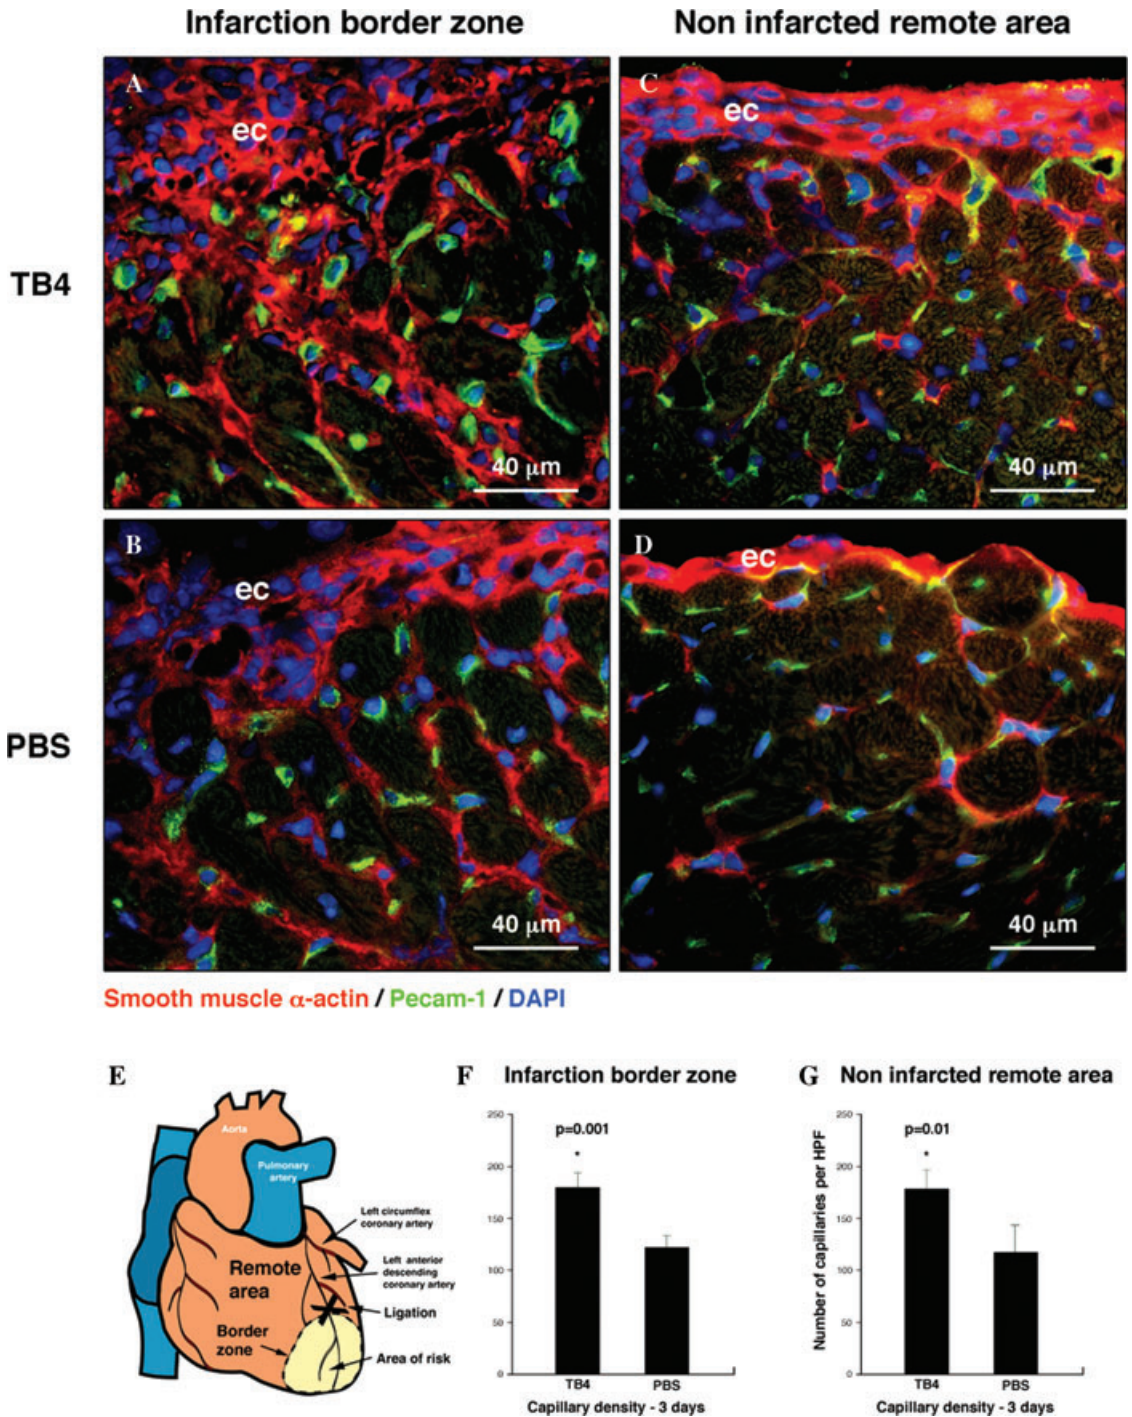 Infarction border zone
Non infarcted remote area
A
ec
C
ec
TB4
40 μm
40 μm
B
ec
D
ec
PBS
40 μm
40 μm
Smooth muscle α-actin / Pecam-1 / DAPI
E
Aorta
Pulmonary
artery
Left circumflex
coronary artery
Left anterior
descending
coronary artery
Remote
area
Ligation
Border
zone
Area of risk
F
Infarction border zone
250
200
150
100
50
0
p=0.001
*
TB4
PBS
Capillary density - 3 days
G
Non infarcted remote area
Number of capillaries per HPF
250
200
150
100
50
0
p=0.01
*
TB4
PBS
Capillary density - 3 days